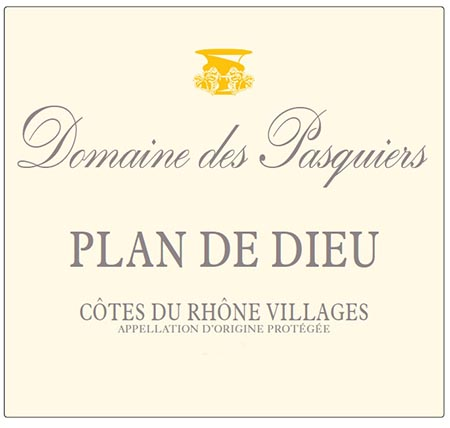 Domaine des Pasquiers
PLAN DE DIEU
CÔTES DU RHÔNE VILLAGES
APPELLATION D'ORIGINE PROTÉGÉE